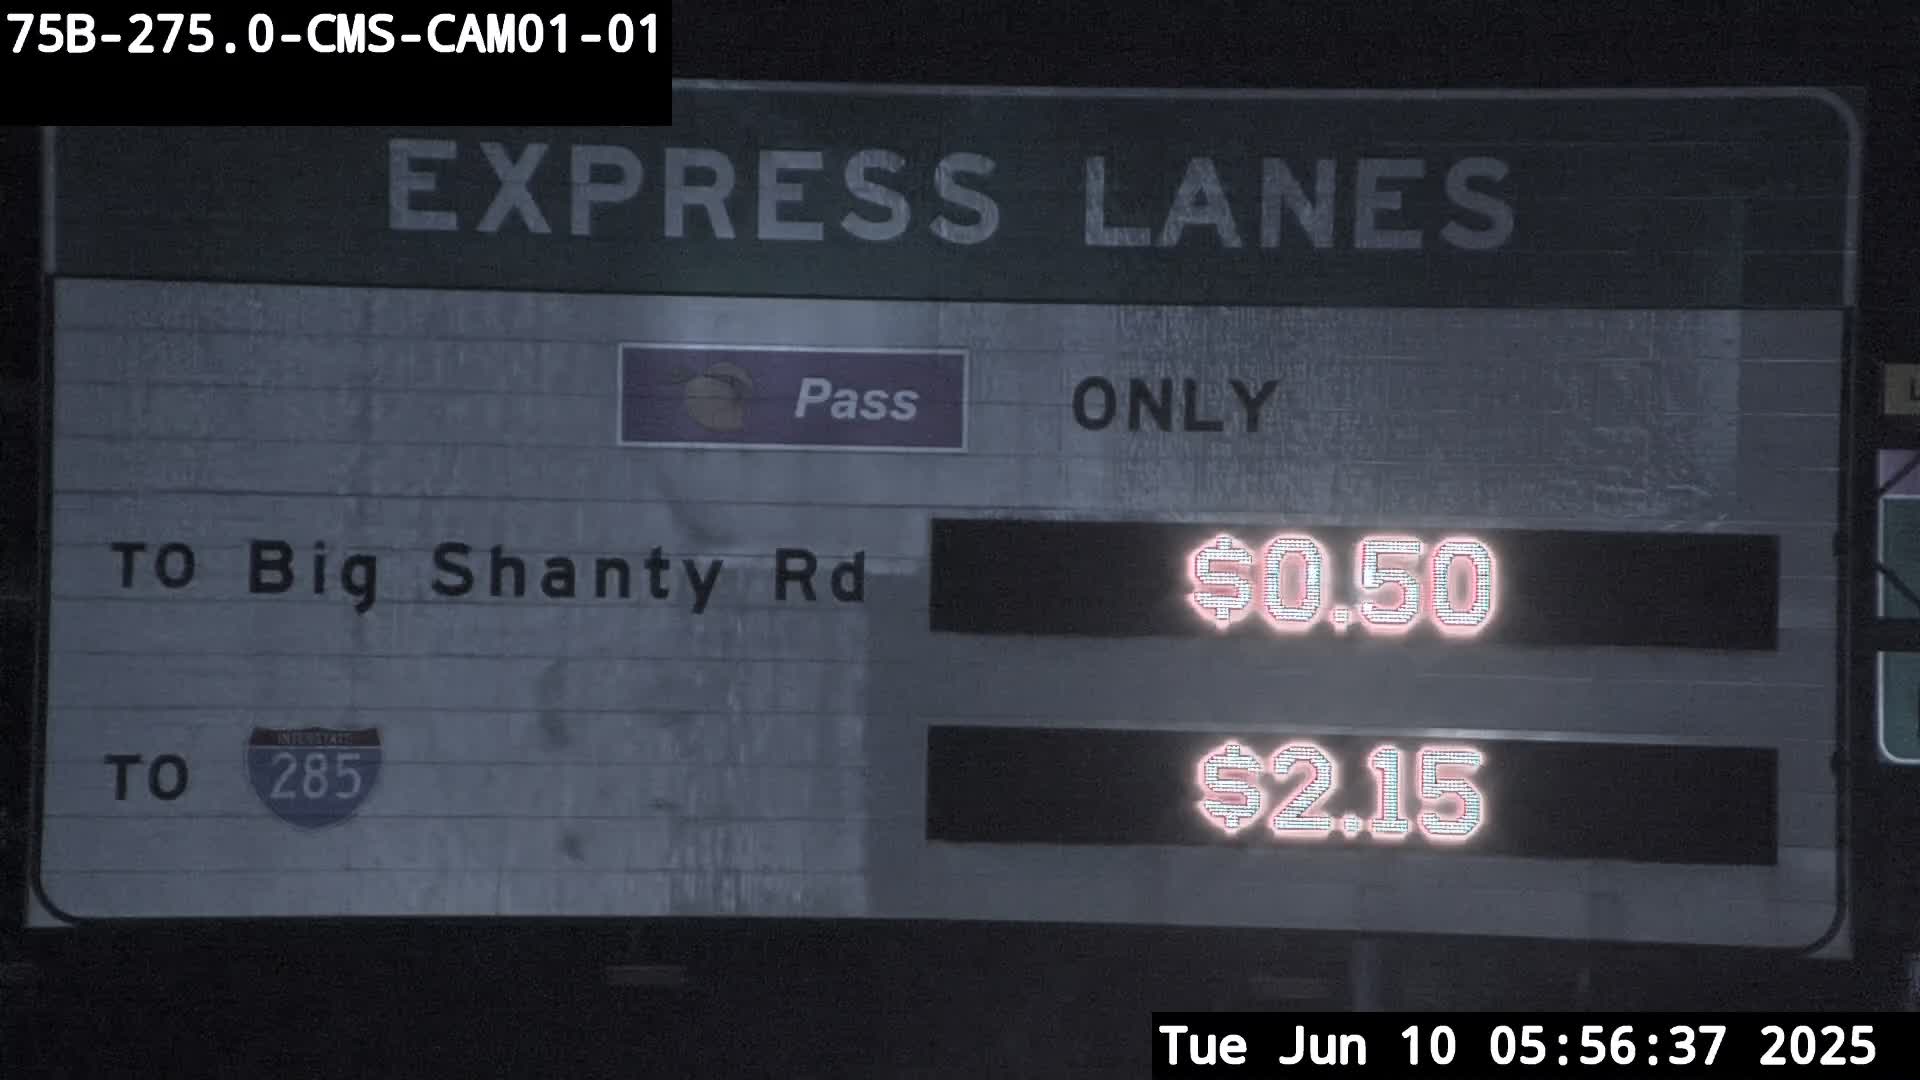 75B-275.0-CMS-CAM01-01
EXPRESS LANES
Pass ONLY
TO Big Shanty Rd $0.50
INTERSTATE
TO 285 $2.15
Tue Jun 10 05:56:37 2025